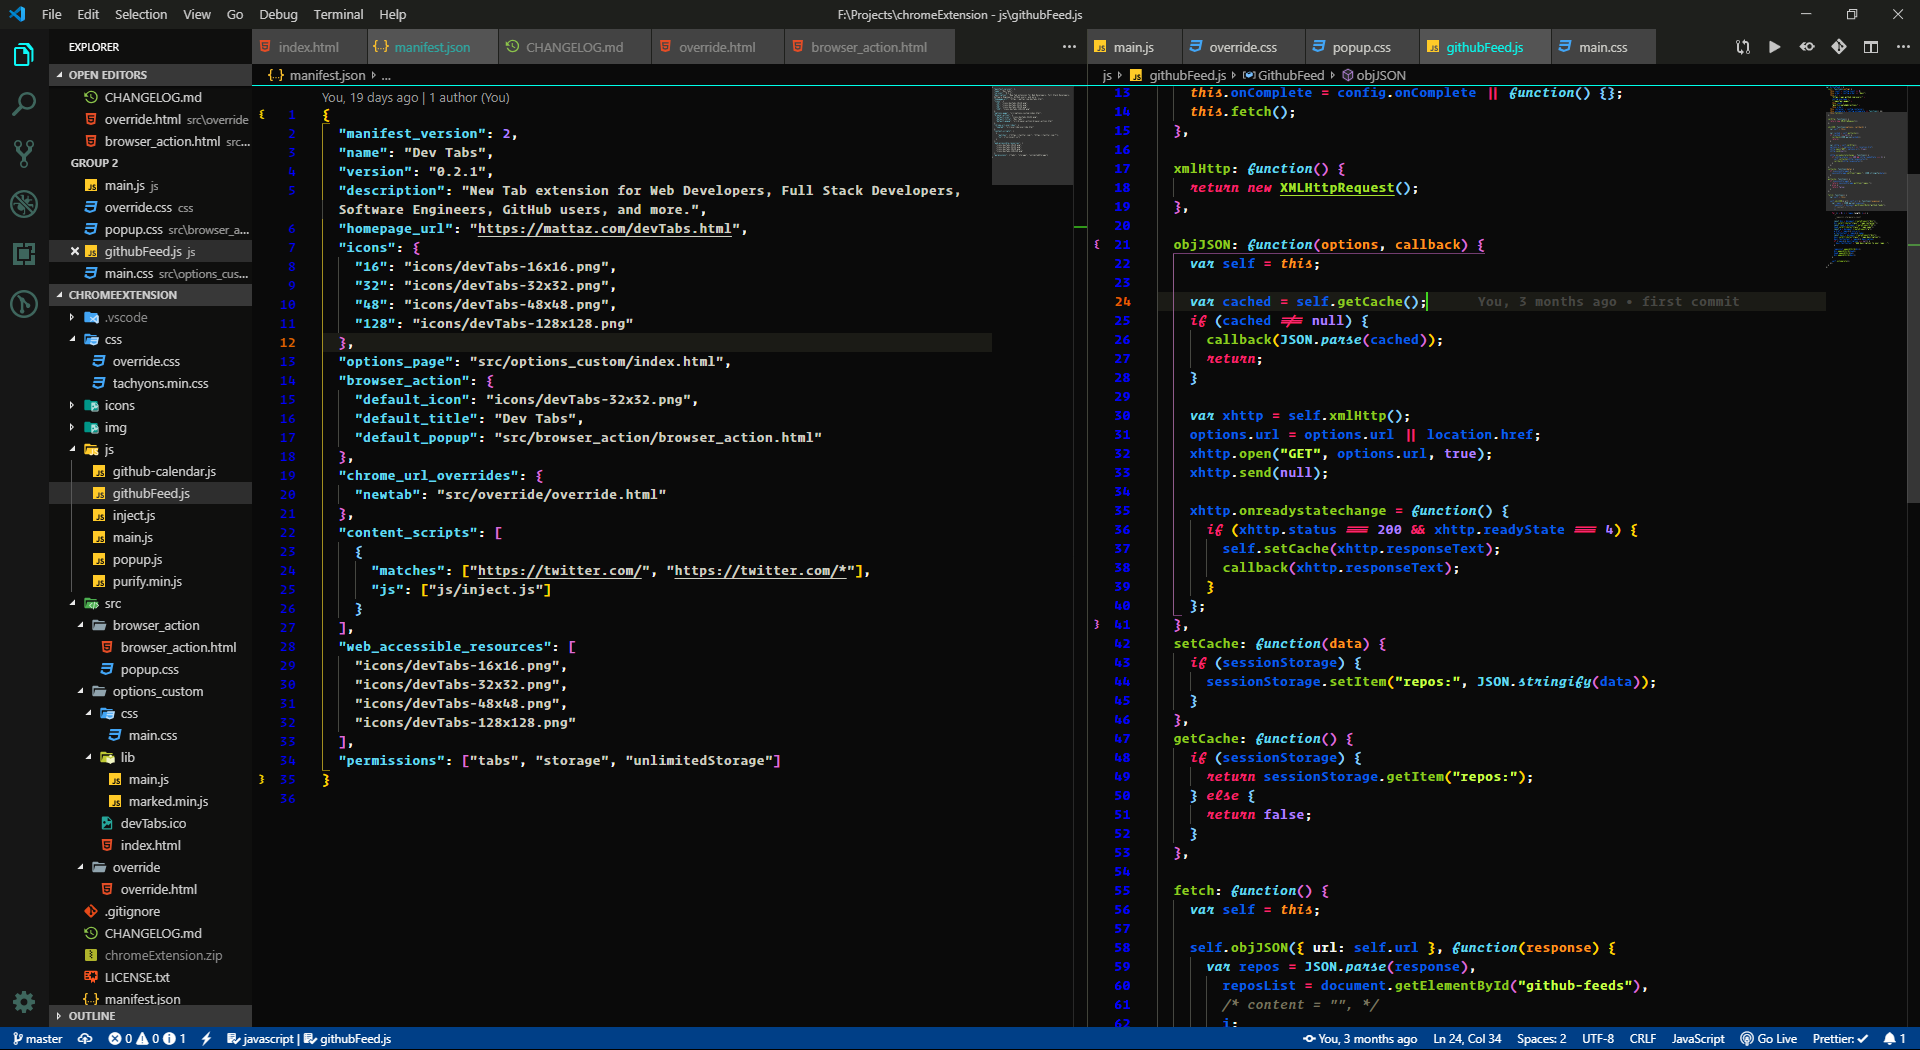 File Edit Selection View Go Debug Terminal Help
F:\Projects\chromeExtension - js\githubFeed.js
EXPLORER
OPEN EDITORS
CHANGELOG.md
override.html src\override
browser_action.html src...
GROUP 2
main.js js
override.css css
popup.css src\browser_a...
githubFeed.js js
main.css src\options_cus...
CHROMEEXTENSION
.vscode
css
override.css
tachyons.min.css
icons
img
js
github-calendar.js
githubFeed.js
inject.js
main.js
popup.js
purify.min.js
src
browser_action
browser_action.html
popup.css
options_custom
css
main.css
lib
main.js
marked.min.js
devTabs.ico
index.html
override
override.html
.gitignore
CHANGELOG.md
chromeExtension.zip
LICENSE.txt
manifest.json
OUTLINE
index.html manifest.json CHANGELOG.md override.html browser_action.html
manifest.json ...
You, 19 days ago | 1 author (You)
1 {
2 "manifest_version": 2,
3 "name": "Dev Tabs",
4 "version": "0.2.1",
5 "description": "New Tab extension for Web Developers, Full Stack Developers,
Software Engineers, GitHub users, and more.",
6 "homepage_url": "https://mattaz.com/devTabs.html",
7 "icons": {
8 "16": "icons/devTabs-16x16.png",
9 "32": "icons/devTabs-32x32.png",
10 "48": "icons/devTabs-48x48.png",
11 "128": "icons/devTabs-128x128.png"
12 },
13 "options_page": "src/options_custom/index.html",
14 "browser_action": {
15 "default_icon": "icons/devTabs-32x32.png",
16 "default_title": "Dev Tabs",
17 "default_popup": "src/browser_action/browser_action.html"
18 },
19 "chrome_url_overrides": {
20 "newtab": "src/override/override.html"
21 },
22 "content_scripts": [
23 {
24 "matches": ["https://twitter.com/", "https://twitter.com/*"],
25 "js": ["js/inject.js"]
26 }
27 ],
28 "web_accessible_resources": [
29 "icons/devTabs-16x16.png",
30 "icons/devTabs-32x32.png",
31 "icons/devTabs-48x48.png",
32 "icons/devTabs-128x128.png"
33 ],
34 "permissions": ["tabs", "storage", "unlimitedStorage"]
35 }
36
main.js override.css popup.css githubFeed.js main.css
js githubFeed.js GithubFeed objJSON
13 this.onComplete = config.onComplete || function() {};
14 this.fetch();
15 },
16
17 xmlHttp: function() {
18 return new XMLHttpRequest();
19 },
20
21 objJSON: function(options, callback) {
22 var self = this;
23
24 var cached = self.getCache(); You, 3 months ago • first commit
25 if (cached !== null) {
26 callback(JSON.parse(cached));
27 return;
28 }
29
30 var xhttp = self.xmlHttp();
31 options.url = options.url || location.href;
32 xhttp.open("GET", options.url, true);
33 xhttp.send(null);
34
35 xhttp.onreadystatechange = function() {
36 if (xhttp.status === 200 && xhttp.readyState === 4) {
37 self.setCache(xhttp.responseText);
38 callback(xhttp.responseText);
39 }
40 };
41 },
42 setCache: function(data) {
43 if (sessionStorage) {
44 sessionStorage.setItem("repos:", JSON.stringify(data));
45 }
46 },
47 getCache: function() {
48 if (sessionStorage) {
49 return sessionStorage.getItem("repos:");
50 } else {
51 return false;
52 }
53 },
54
55 fetch: function() {
56 var self = this;
57
58 self.objJSON({ url: self.url }, function(response) {
59 var repos = JSON.parse(response),
60 reposList = document.getElementById("github-feeds"),
61 /* content = "", */
62 i;
master 0 0 1 javascript | githubFeed.js You, 3 months ago Ln 24, Col 34 Spaces: 2 UTF-8 CRLF JavaScript Go Live Prettier: 1